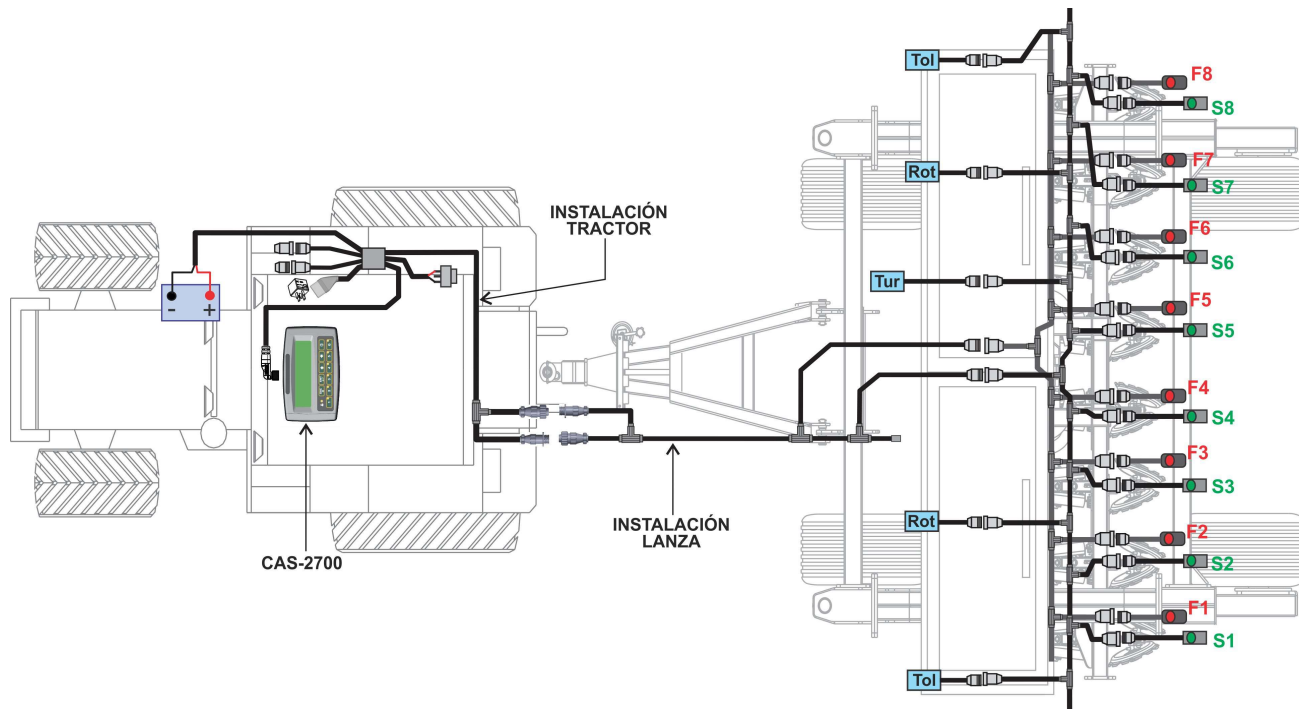 Tol
F8
S8
F7
Rot
S7
INSTALACIÓN
TRACTOR
F6
S6
Tur
- +
F5
S5
F4
S4
F3
S3
INSTALACIÓN
LANZA
Rot
F2
CAS-2700
S2
F1
S1
Tol